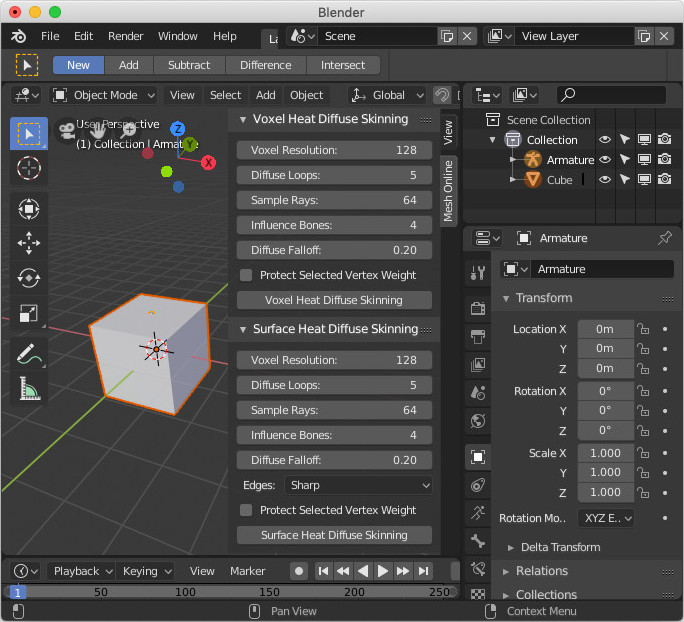 Blender
File Edit Render Window Help La Scene View Layer
New Add Subtract Difference Intersect
Object Mode View Select Add Object Global
User Perspective
(1) Collection | Armature
Z
Y
X
Voxel Heat Diffuse Skinning
Voxel Resolution: 128
Diffuse Loops: 5
Sample Rays: 64
Influence Bones: 4
Diffuse Falloff: 0.20
Protect Selected Vertex Weight
Voxel Heat Diffuse Skinning
Surface Heat Diffuse Skinning
Voxel Resolution: 128
Diffuse Loops: 5
Sample Rays: 64
Influence Bones: 4
Diffuse Falloff: 0.20
Edges: Sharp
Protect Selected Vertex Weight
Surface Heat Diffuse Skinning
View
Mesh Online
Scene Collection
Collection
Armature
Cube
Armature
Armature
Transform
Location X 0m
Y 0m
Z 0m
Rotation X 0°
Y 0°
Z 0°
Scale X 1.000
Y 1.000
Z 1.000
Rotation Mo.. XYZ E..
Delta Transform
Relations
Collections
Playback Keying View Marker
1 50 100 150 200 250
Pan View Context Menu